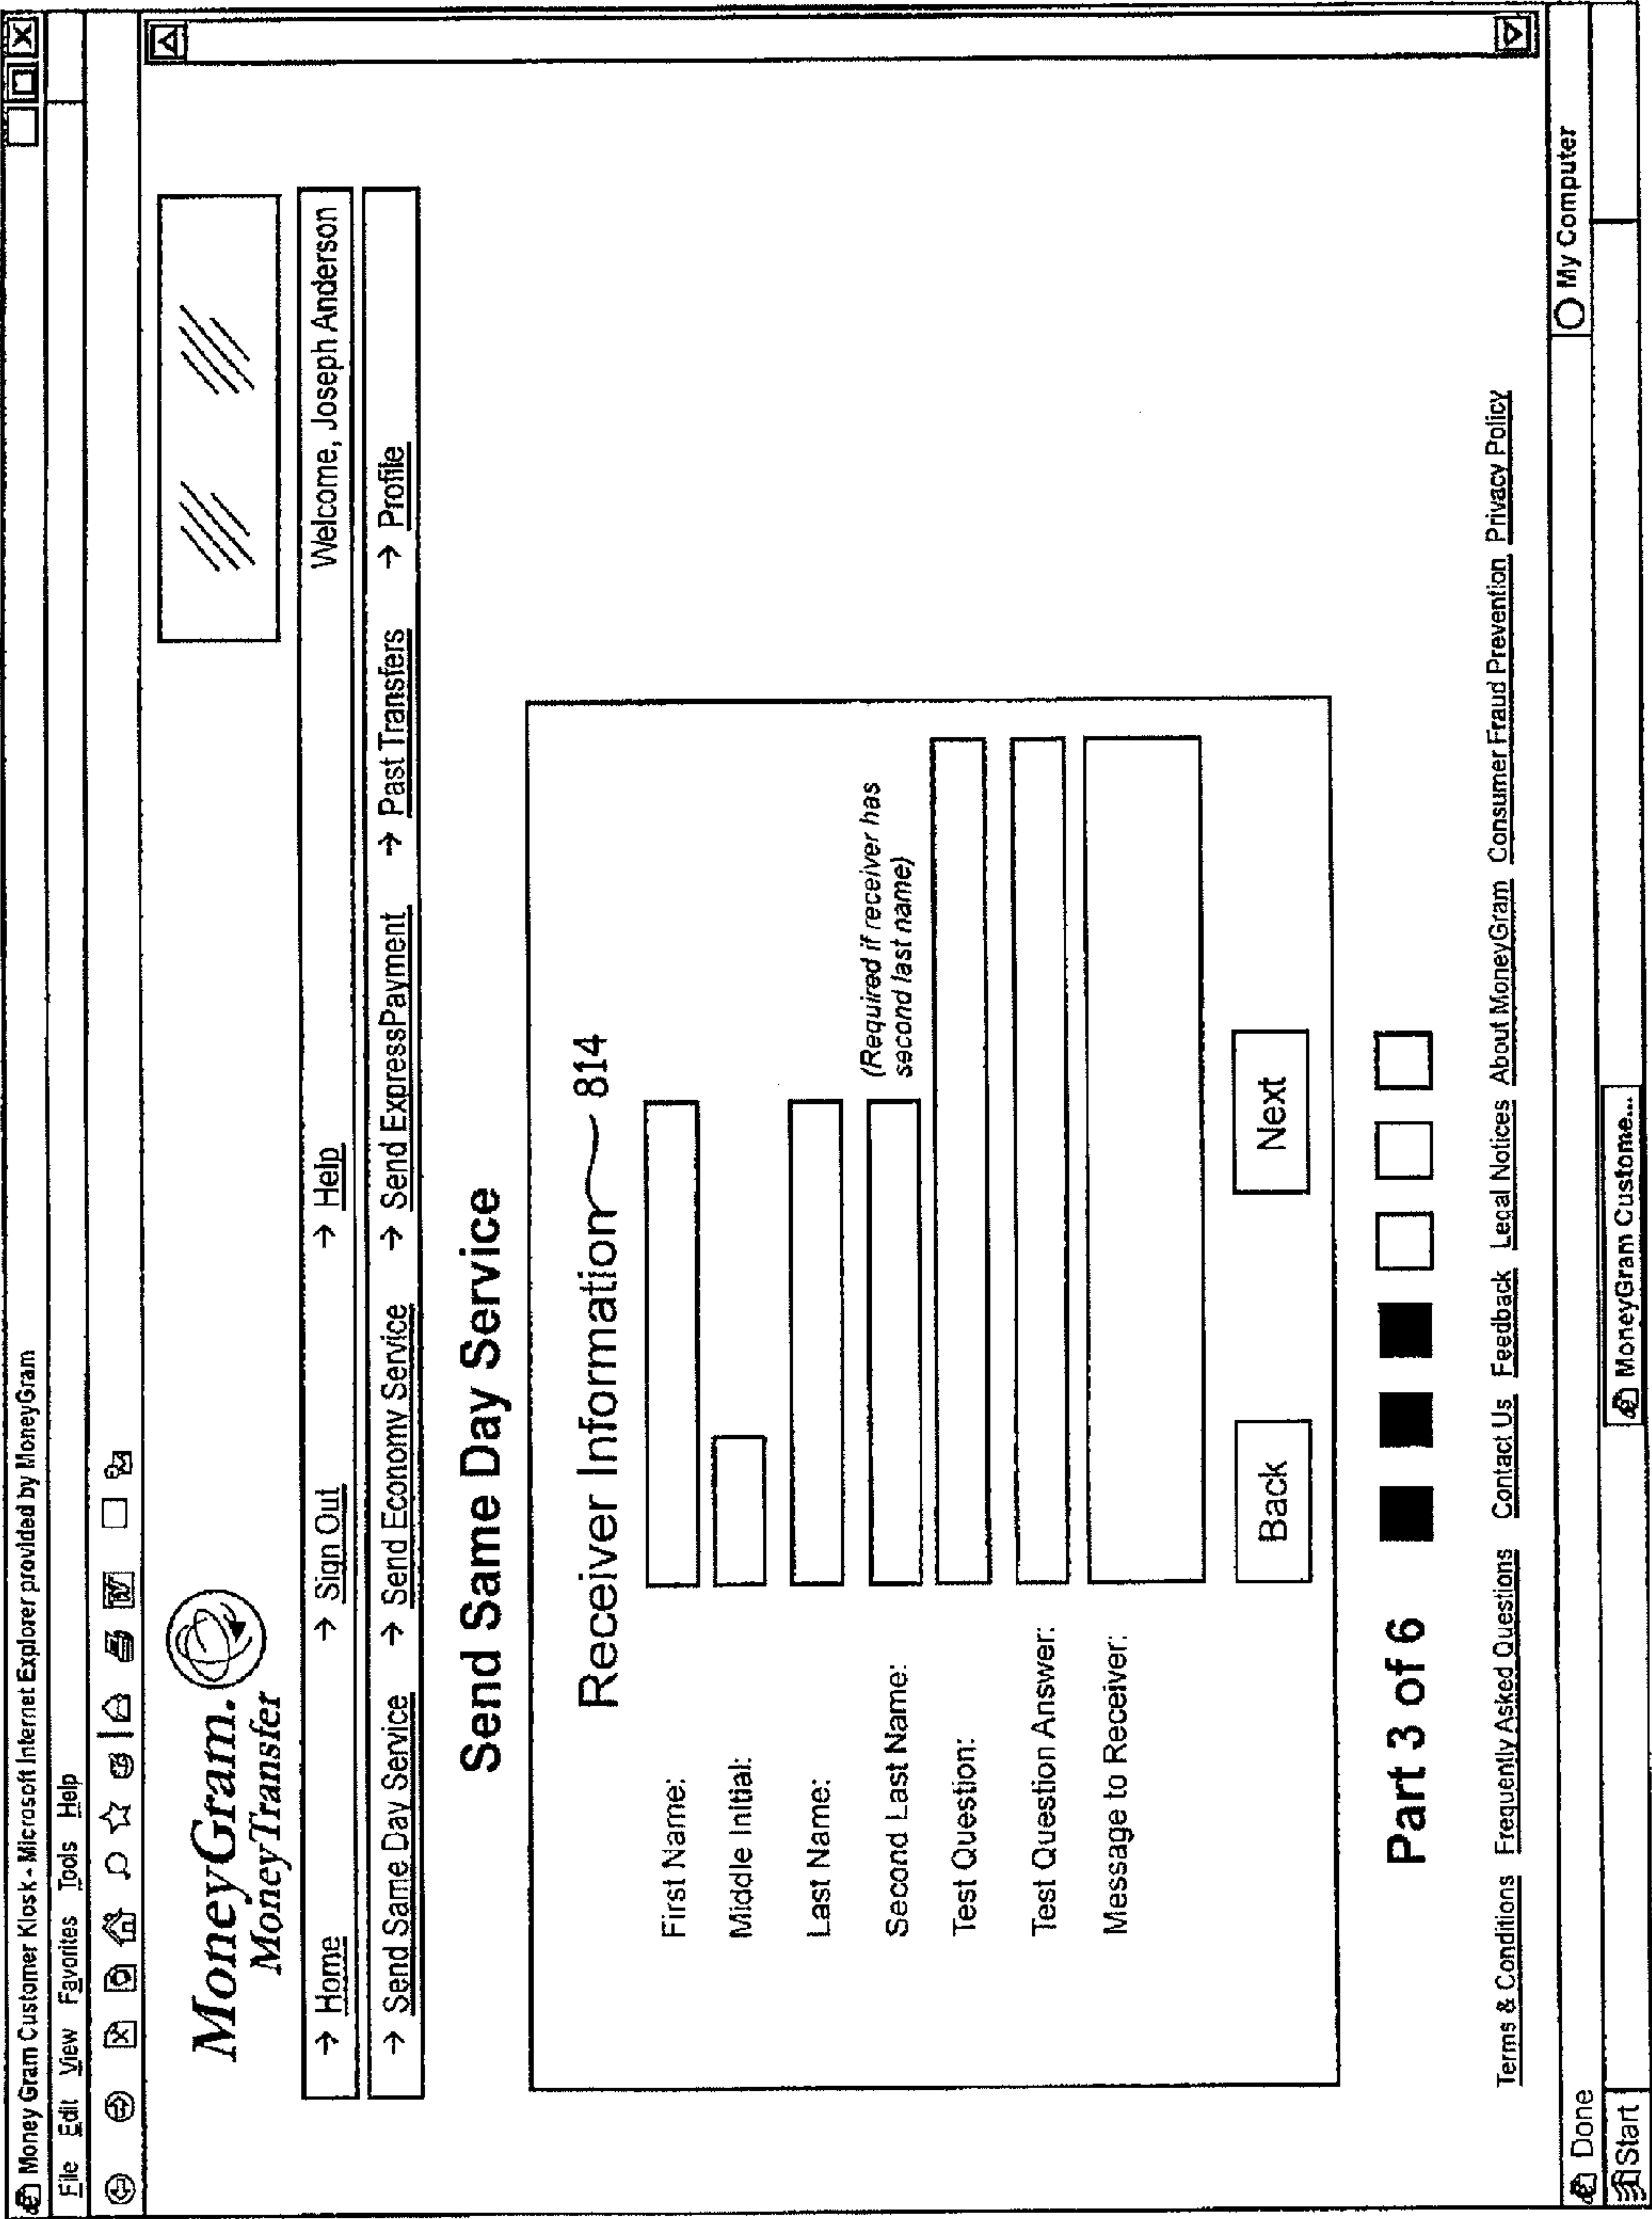 Money Gram Customer Kiosk - Microsoft Internet Explorer provided by MoneyGram
File Edit View Favorites Tools Help
MoneyGram.
MoneyTransfer
→ Home → Sign Out → Help Welcome, Joseph Anderson
→ Send Same Day Service → Send Economy Service → Send ExpressPayment → Past Transfers → Profile
Send Same Day Service
Receiver Information 814
First Name:
Middle Initial:
Last Name:
Second Last Name: (Required if receiver has
second last name)
Test Question:
Test Question Answer:
Message to Receiver:
Back Next
Part 3 of 6
Terms & Conditions Frequently Asked Questions Contact Us Feedback Legal Notices About MoneyGram Consumer Fraud Prevention Privacy Policy
Done My Computer
Start MoneyGram Custome...